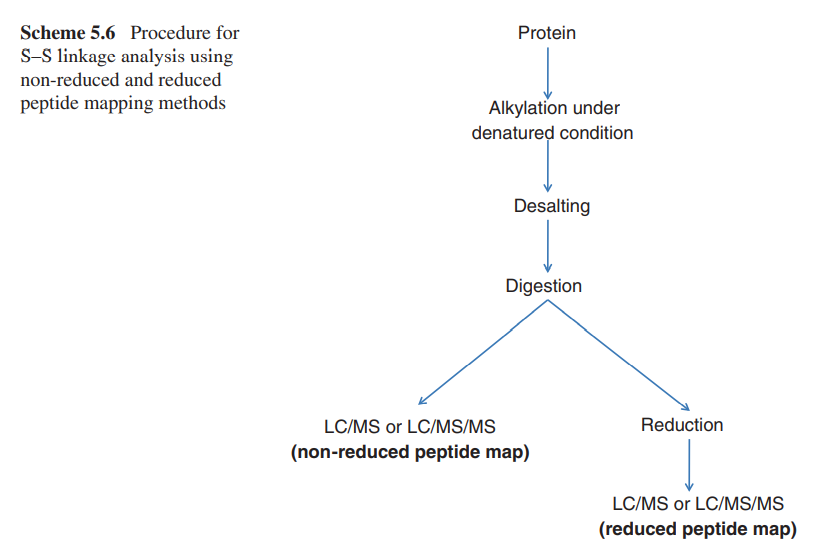 Scheme 5.6 Procedure for
S–S linkage analysis using
non-reduced and reduced
peptide mapping methods
Protein
Alkylation under
denatured condition
Desalting
Digestion
LC/MS or LC/MS/MS
(non-reduced peptide map)
Reduction
LC/MS or LC/MS/MS
(reduced peptide map)